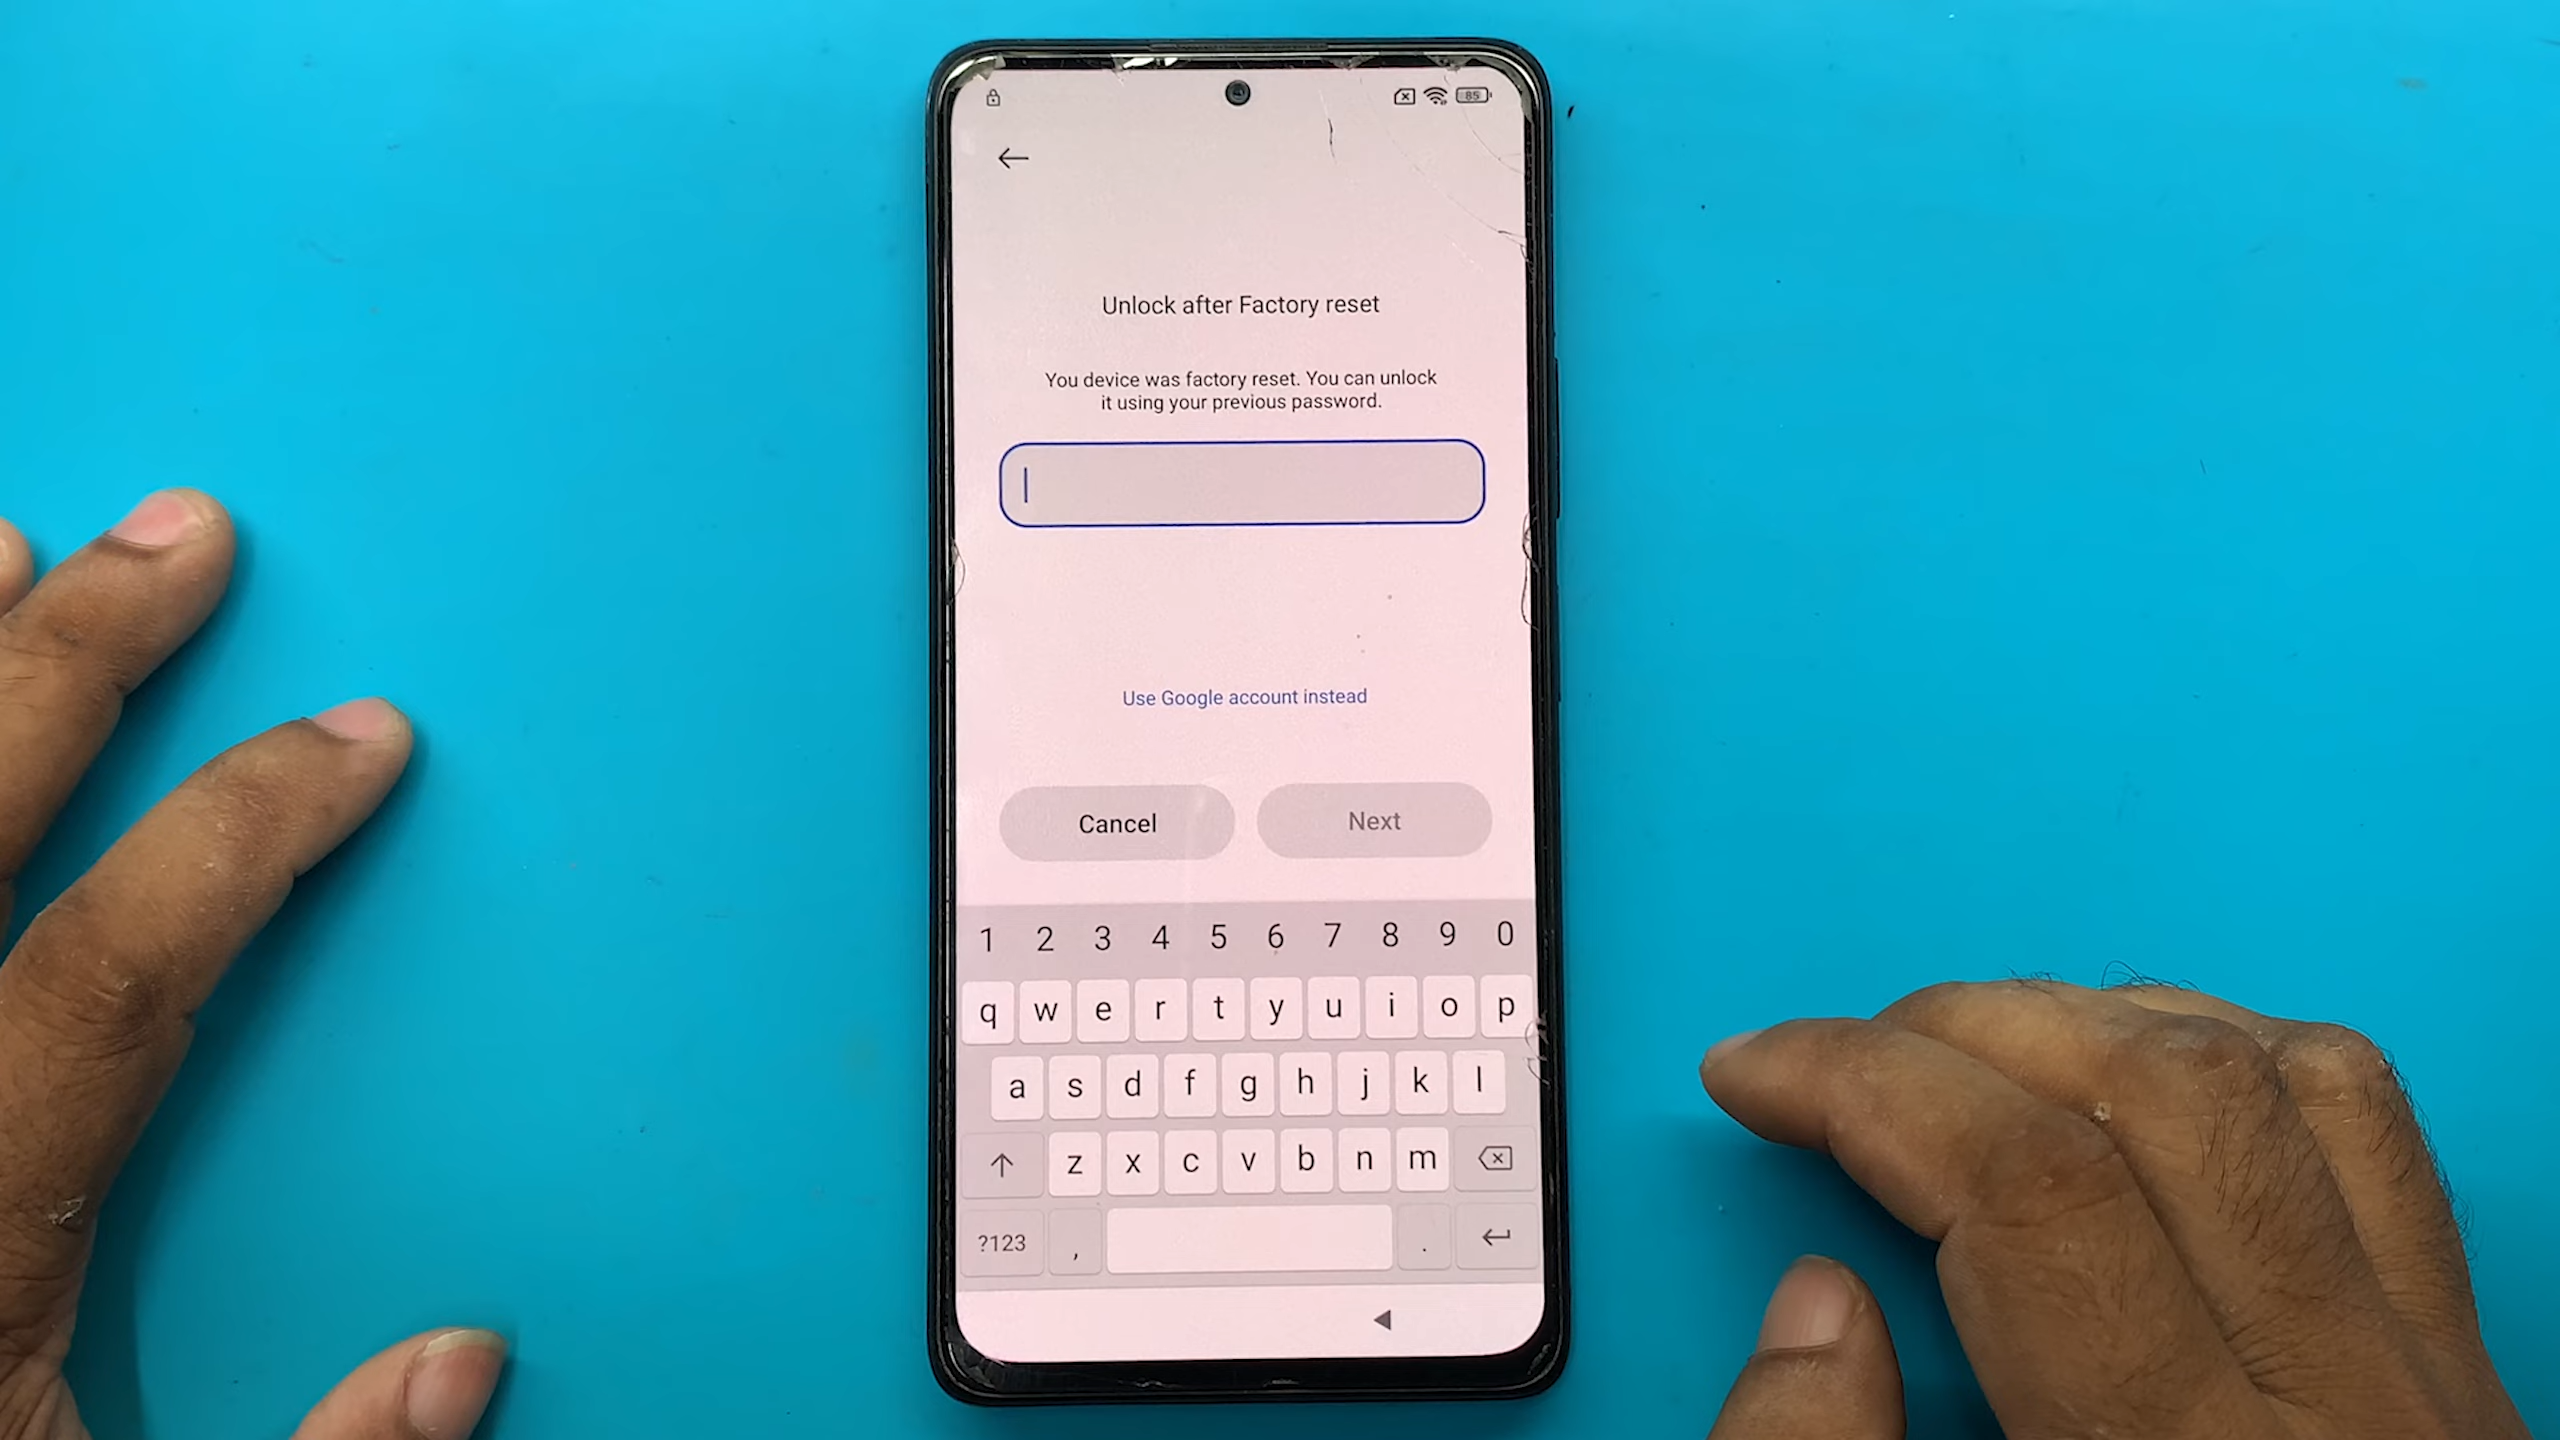 85
Unlock after Factory reset
You device was factory reset. You can unlock
it using your previous password.
Use Google account instead
Cancel Next
1 2 3 4 5 6 7 8 9 0
q w e r t y u i o p
a s d f g h j k l
z x c v b n m
?123 , .